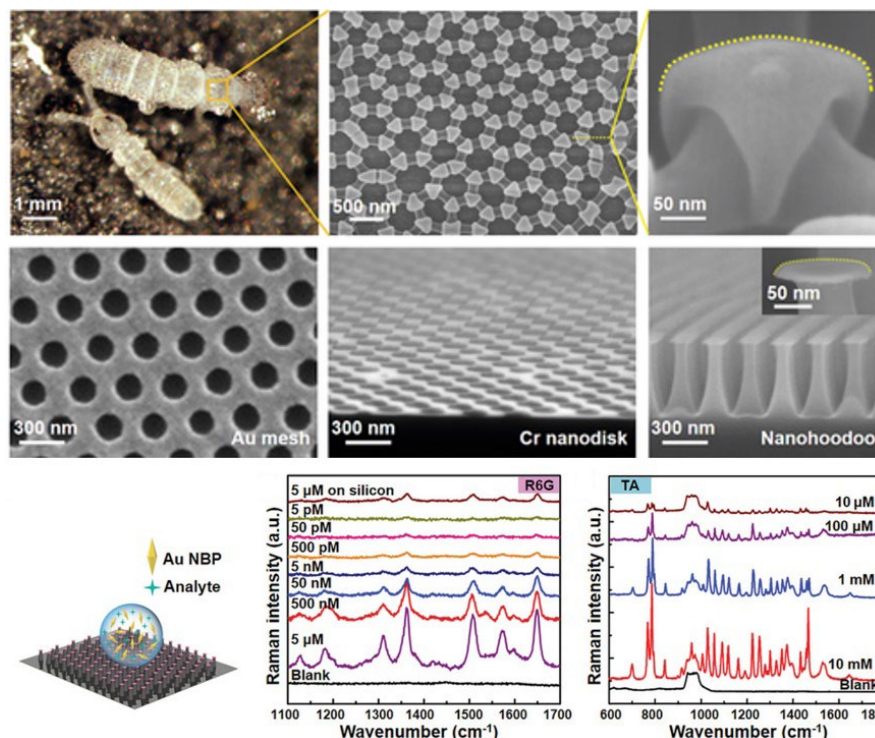 1 mm
500 nm
50 nm
300 nm
Au mesh
300 nm
Cr nanodisk
50 nm
300 nm
Nanohoodoo
Au NBP
Analyte
Raman intensity (a.u.)
R6G
5 μM on silicon
5 pM
50 pM
500 pM
5 nM
50 nM
500 nM
5 μM
Blank
1100 1200 1300 1400 1500 1600 1700
Wavenumber (cm⁻¹)
Raman intensity (a.u.)
TA
10 μM
100 μM
1 mM
10 mM
Blank
600 800 1000 1200 1400 1600 1800
Wavenumber (cm⁻¹)